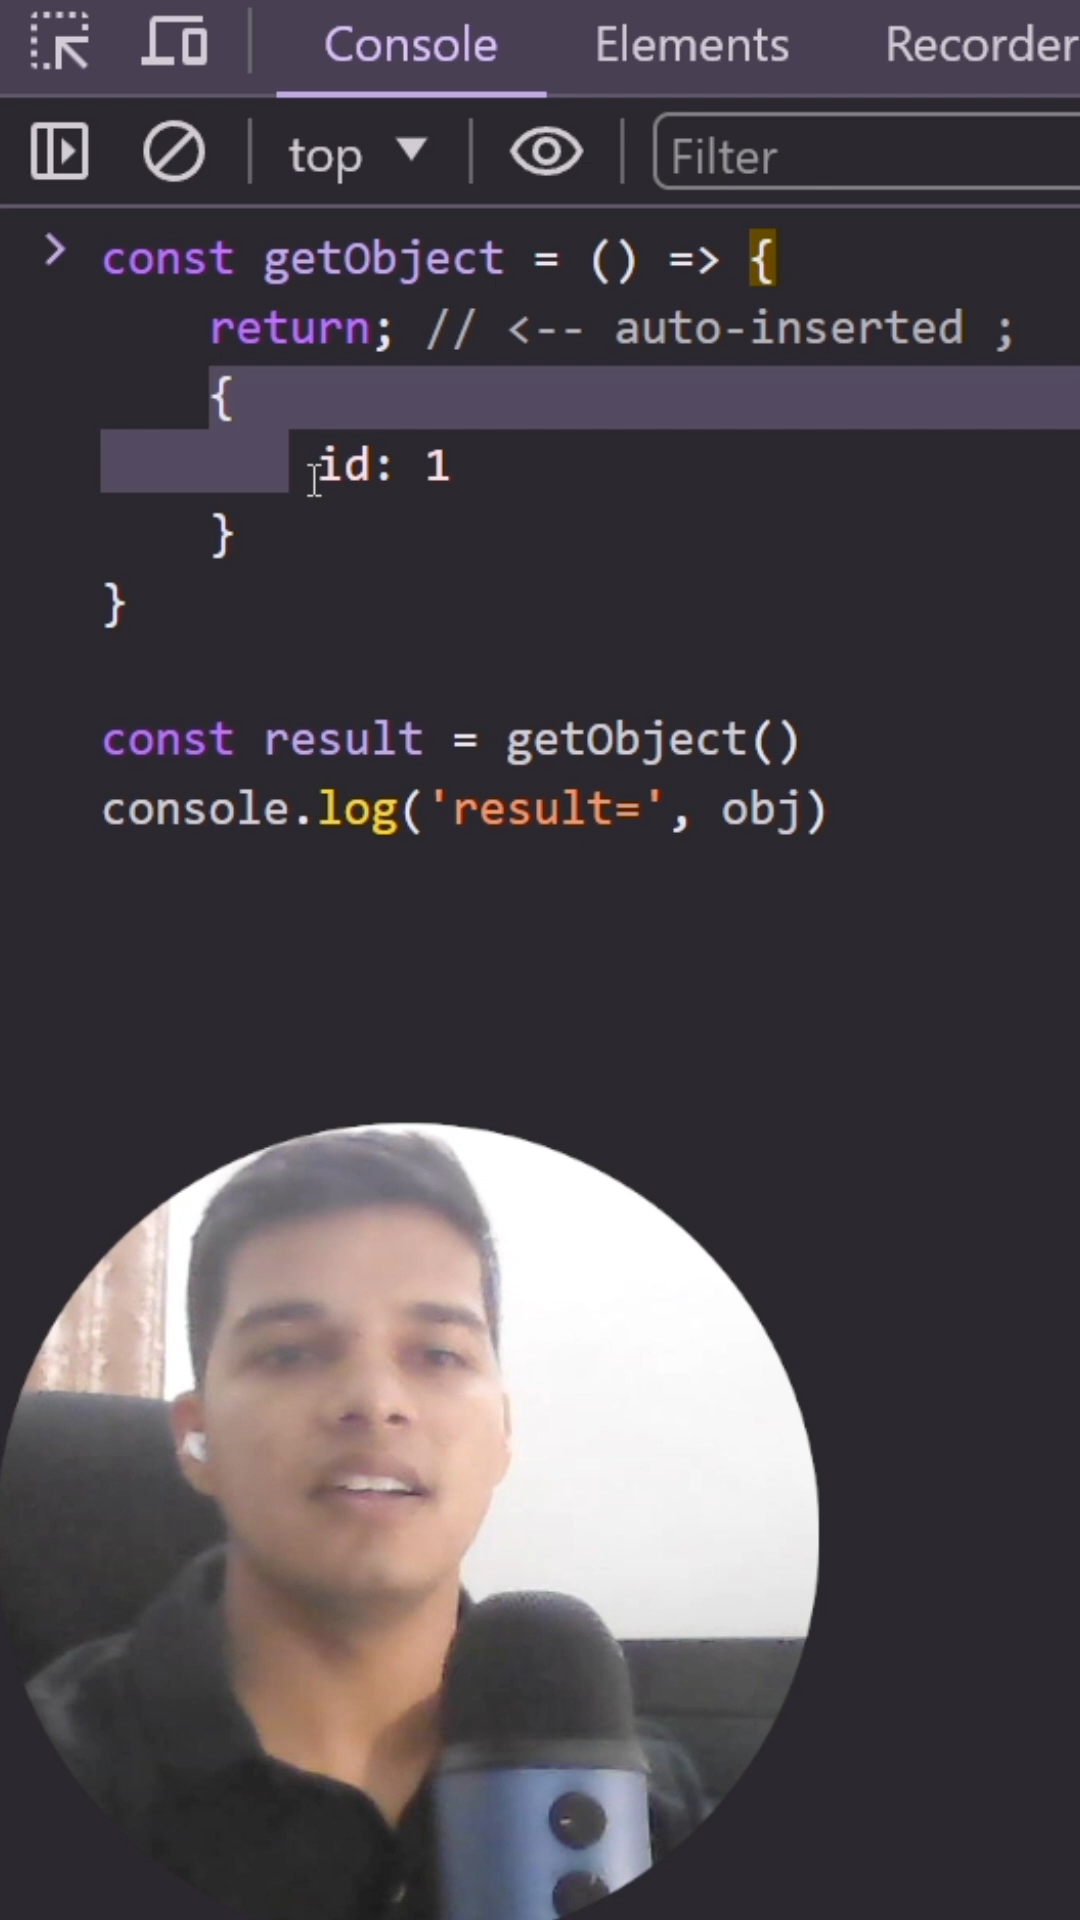 Console Elements Recorder
top Filter
const getObject = () => {
return; // <-- auto-inserted ;
{
id: 1
}
}
const result = getObject()
console.log('result=', obj)